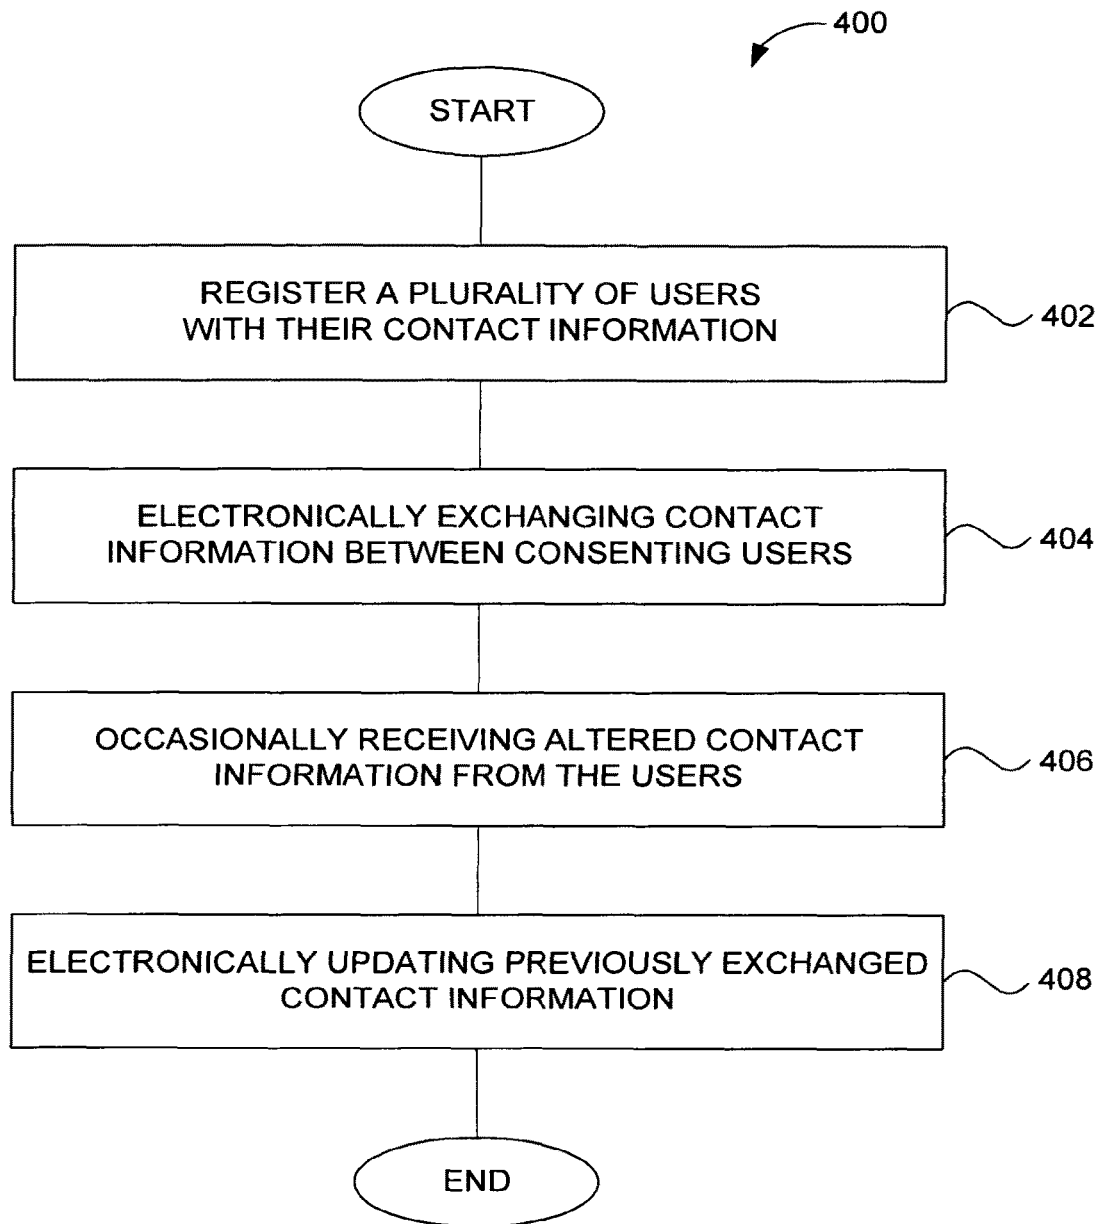 400
START
REGISTER A PLURALITY OF USERS
WITH THEIR CONTACT INFORMATION
402
ELECTRONICALLY EXCHANGING CONTACT
INFORMATION BETWEEN CONSENTING USERS
404
OCCASIONALLY RECEIVING ALTERED CONTACT
INFORMATION FROM THE USERS
406
ELECTRONICALLY UPDATING PREVIOUSLY EXCHANGED
CONTACT INFORMATION
408
END